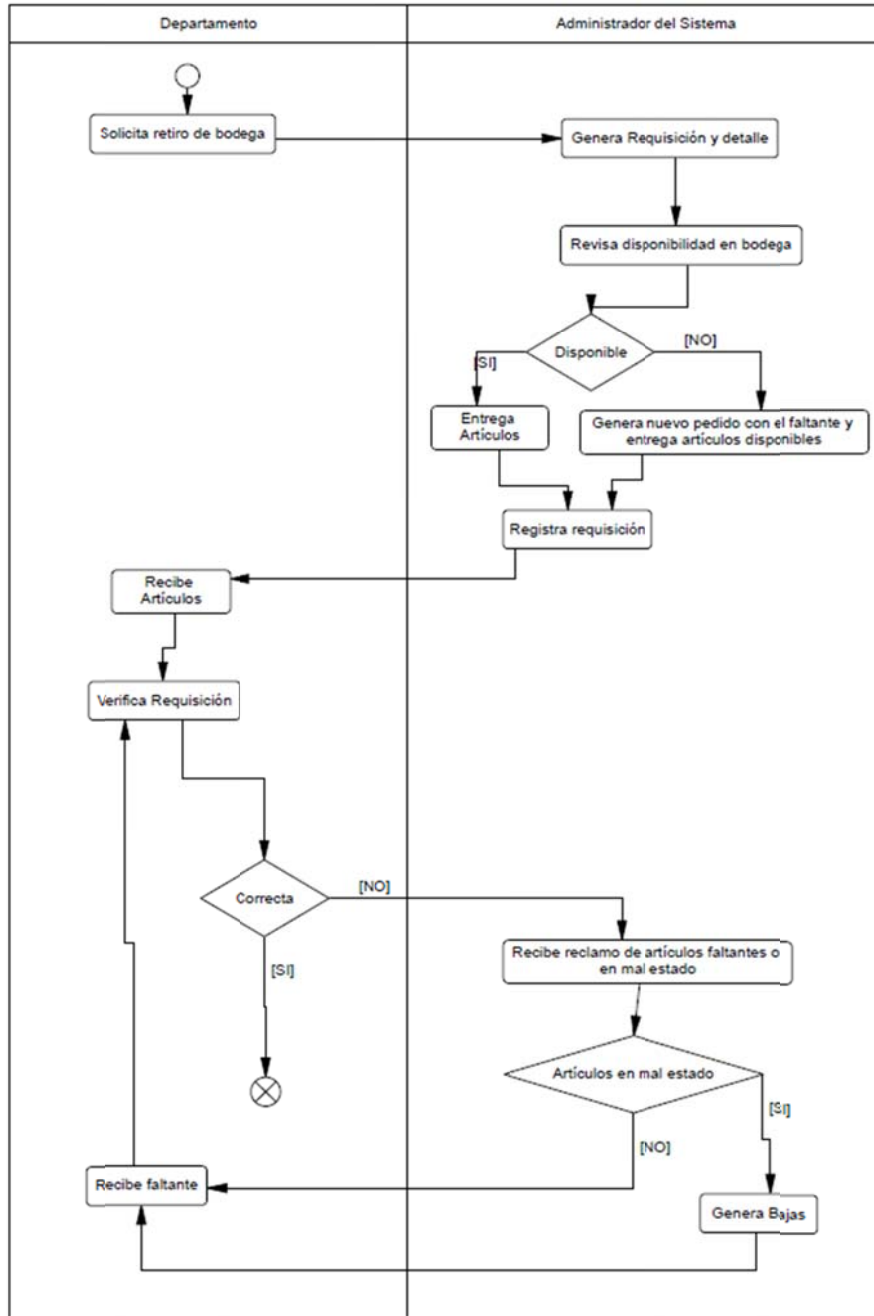 Departamento
Administrador del Sistema
Solicita retiro de bodega
Genera Requisición y detalle
Revisa disponibilidad en bodega
Disponible
[SI]
[NO]
Entrega
Artículos
Genera nuevo pedido con el faltante y
entrega artículos disponibles
Registra requisición
Recibe
Artículos
Verifica Requisición
Correcta
[NO]
[SI]
Recibe reclamo de artículos faltantes o
en mal estado
Artículos en mal estado
[SI]
[NO]
Recibe faltante
Genera Bajas